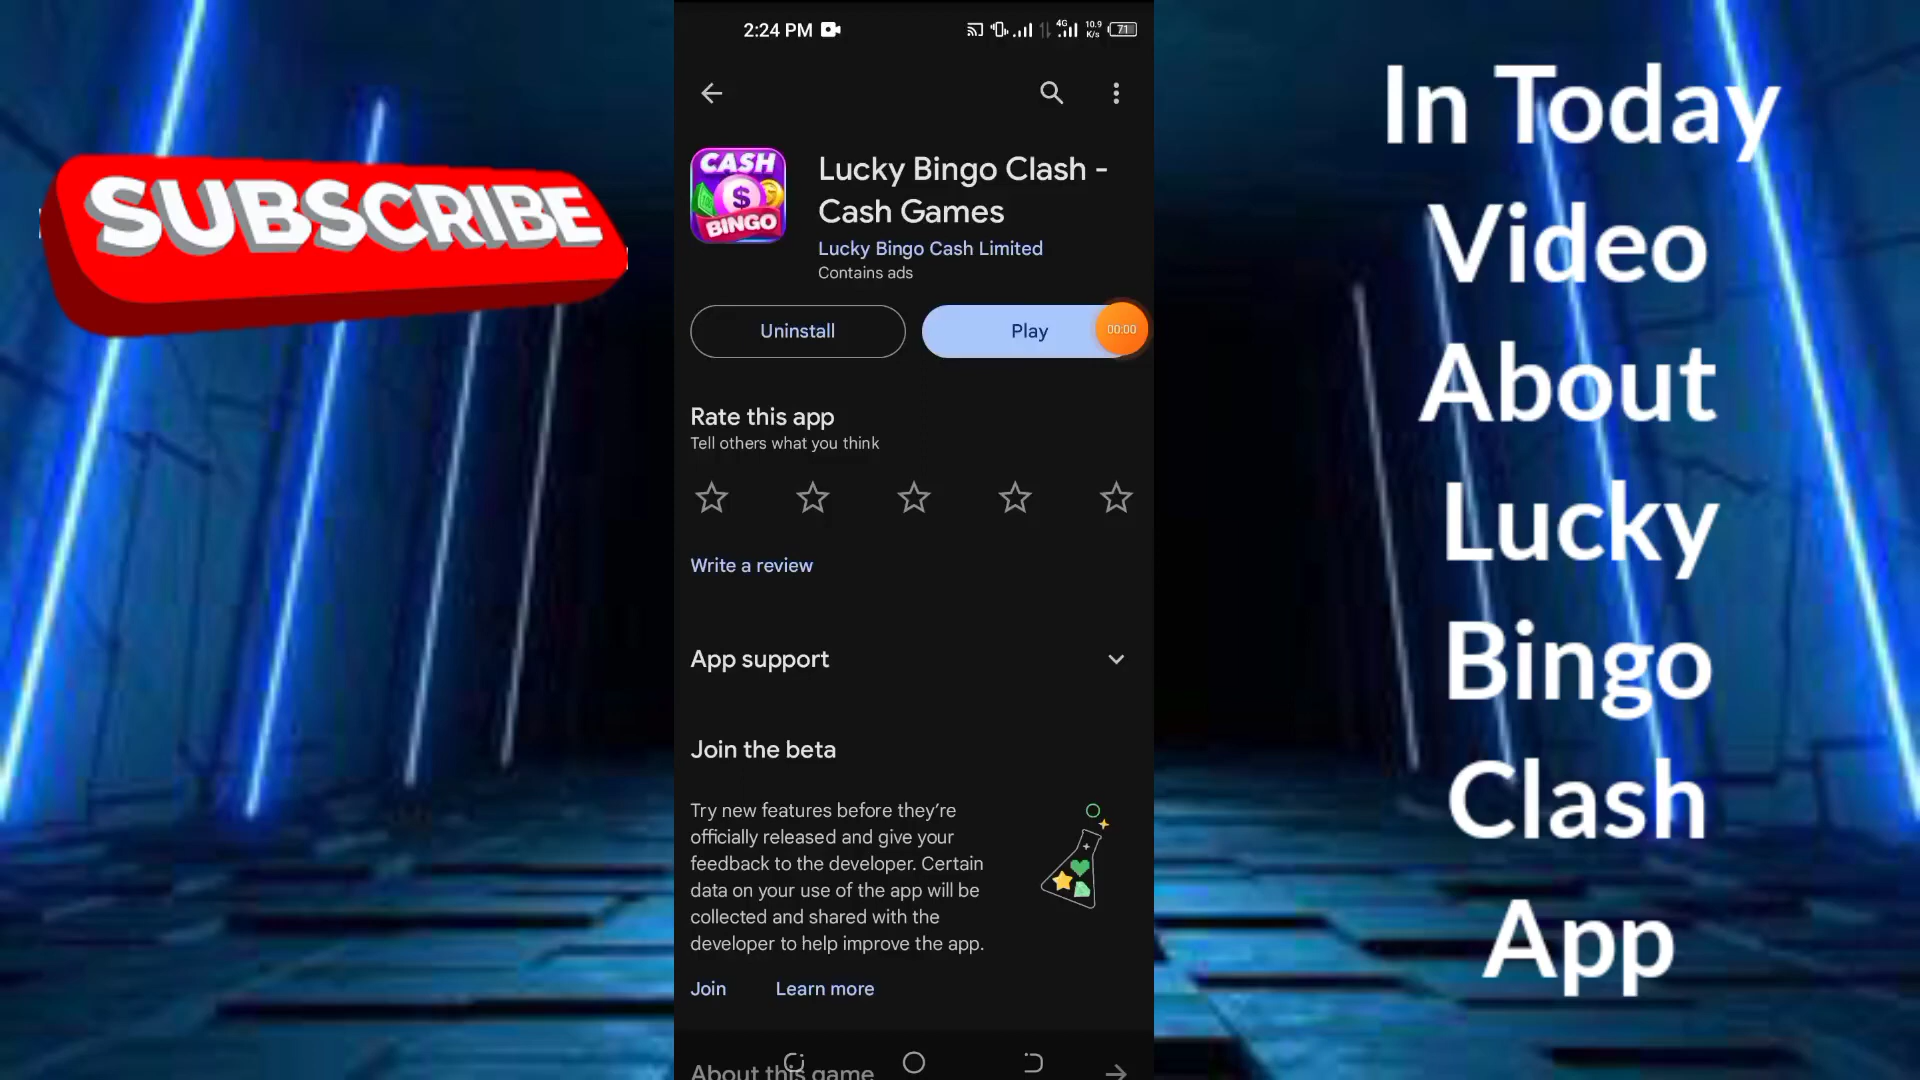 SUBSCRIBE
2:24 PM
4G
10.9
K/s
71
CASH
$
BINGO
Lucky Bingo Clash -
Cash Games
Lucky Bingo Cash Limited
Contains ads
Uninstall
Play
00:00
Rate this app
Tell others what you think
Write a review
App support
Join the beta
Try new features before they’re
officially released and give your
feedback to the developer. Certain
data on your use of the app will be
collected and shared with the
developer to help improve the app.
Join
Learn more
About this game
In Today
Video
About
Lucky
Bingo
Clash
App